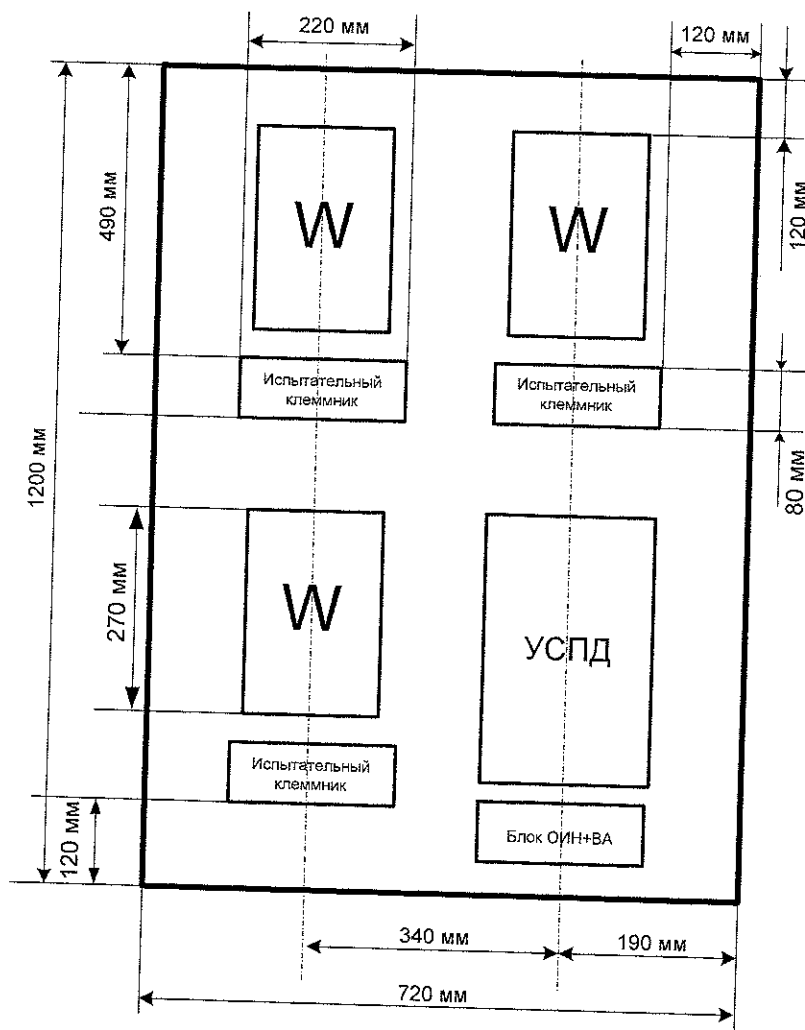 220 мм
120 мм
490 мм
W
W
120 мм
Испытательный
клеммник
Испытательный
клеммник
1200 мм
80 мм
270 мм
W
УСПД
Испытательный
клеммник
120 мм
Блок ОИН+ВА
340 мм
190 мм
720 мм